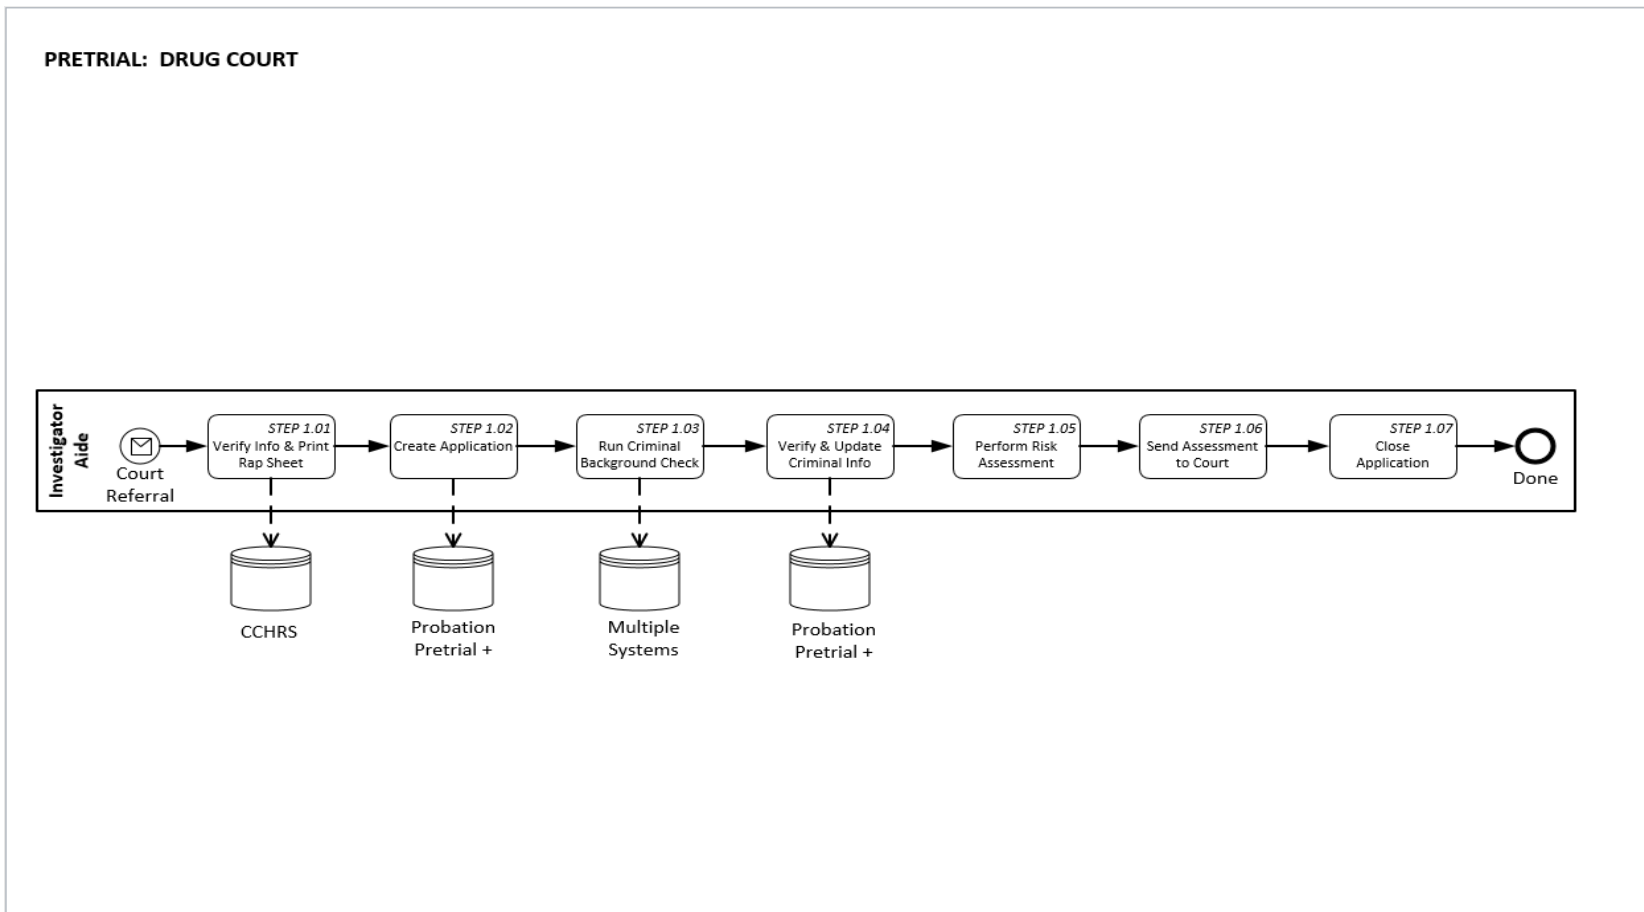 PRETRIAL: DRUG COURT
Investigator
Aide
Court
Referral
STEP 1.01
Verify Info & Print
Rap Sheet
STEP 1.02
Create Application
STEP 1.03
Run Criminal
Background Check
STEP 1.04
Verify & Update
Criminal Info
STEP 1.05
Perform Risk
Assessment
STEP 1.06
Send Assessment
to Court
STEP 1.07
Close
Application
Done
CCHRS
Probation
Pretrial +
Multiple
Systems
Probation
Pretrial +